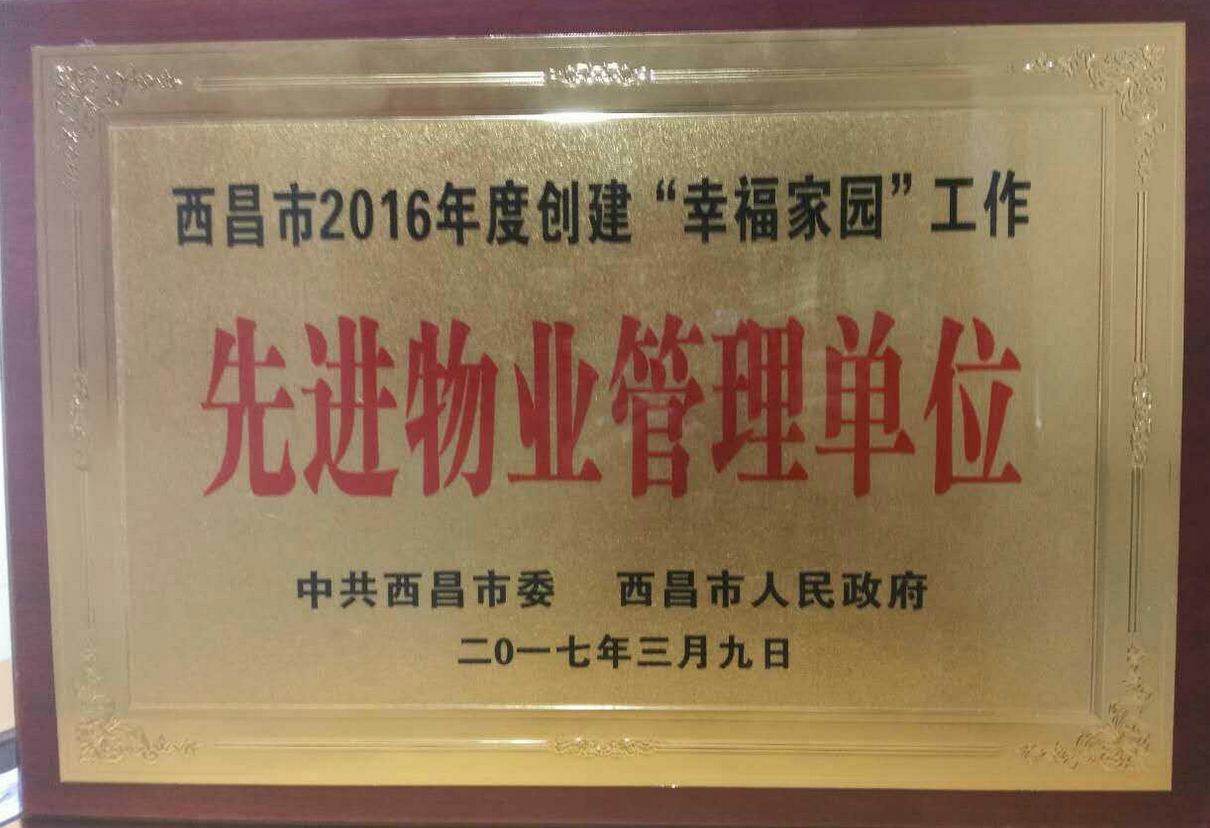 西昌市2016年度创建“幸福家园”工作
先进物业管理单位
中共西昌市委 西昌市人民政府
二0一七年三月九日